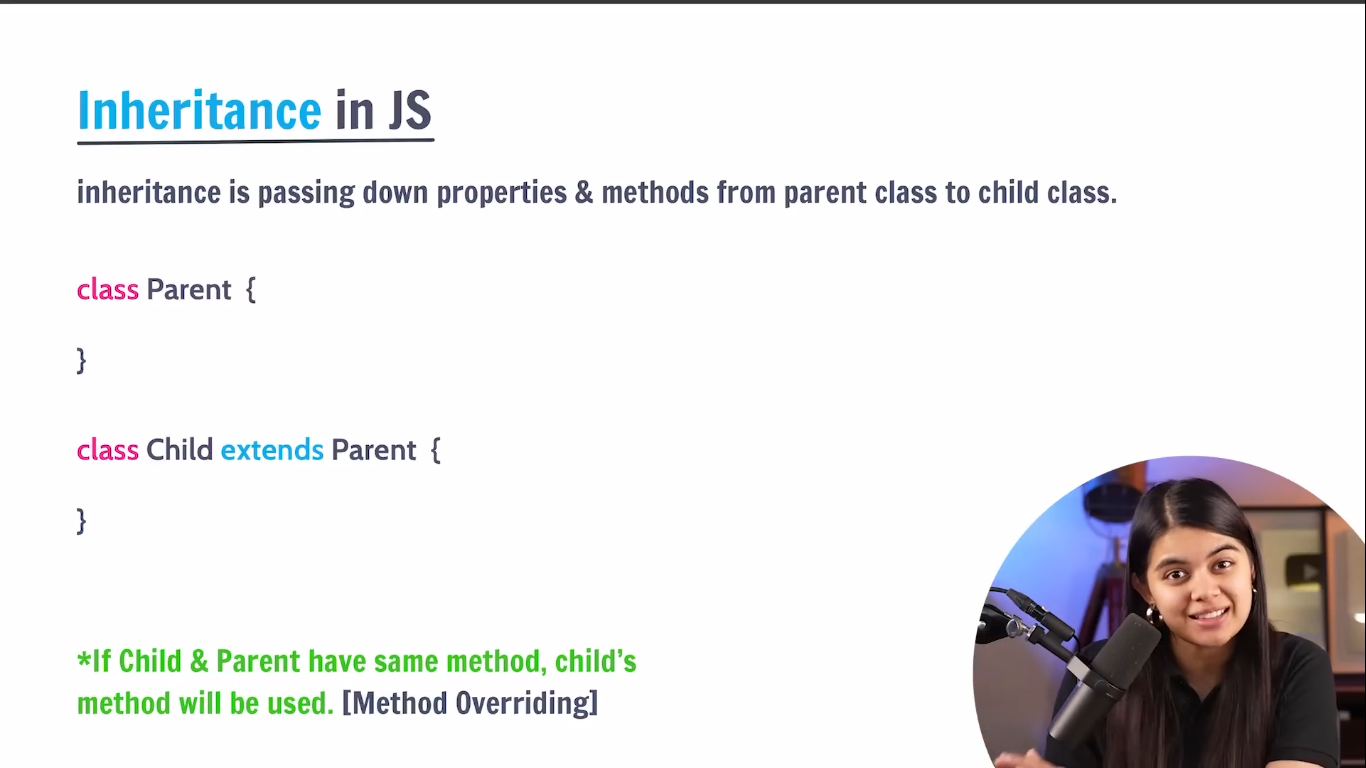 Inheritance in JS
inheritance is passing down properties & methods from parent class to child class.
class Parent {
}
class Child extends Parent {
}
*If Child & Parent have same method, child’s
method will be used. [Method Overriding]